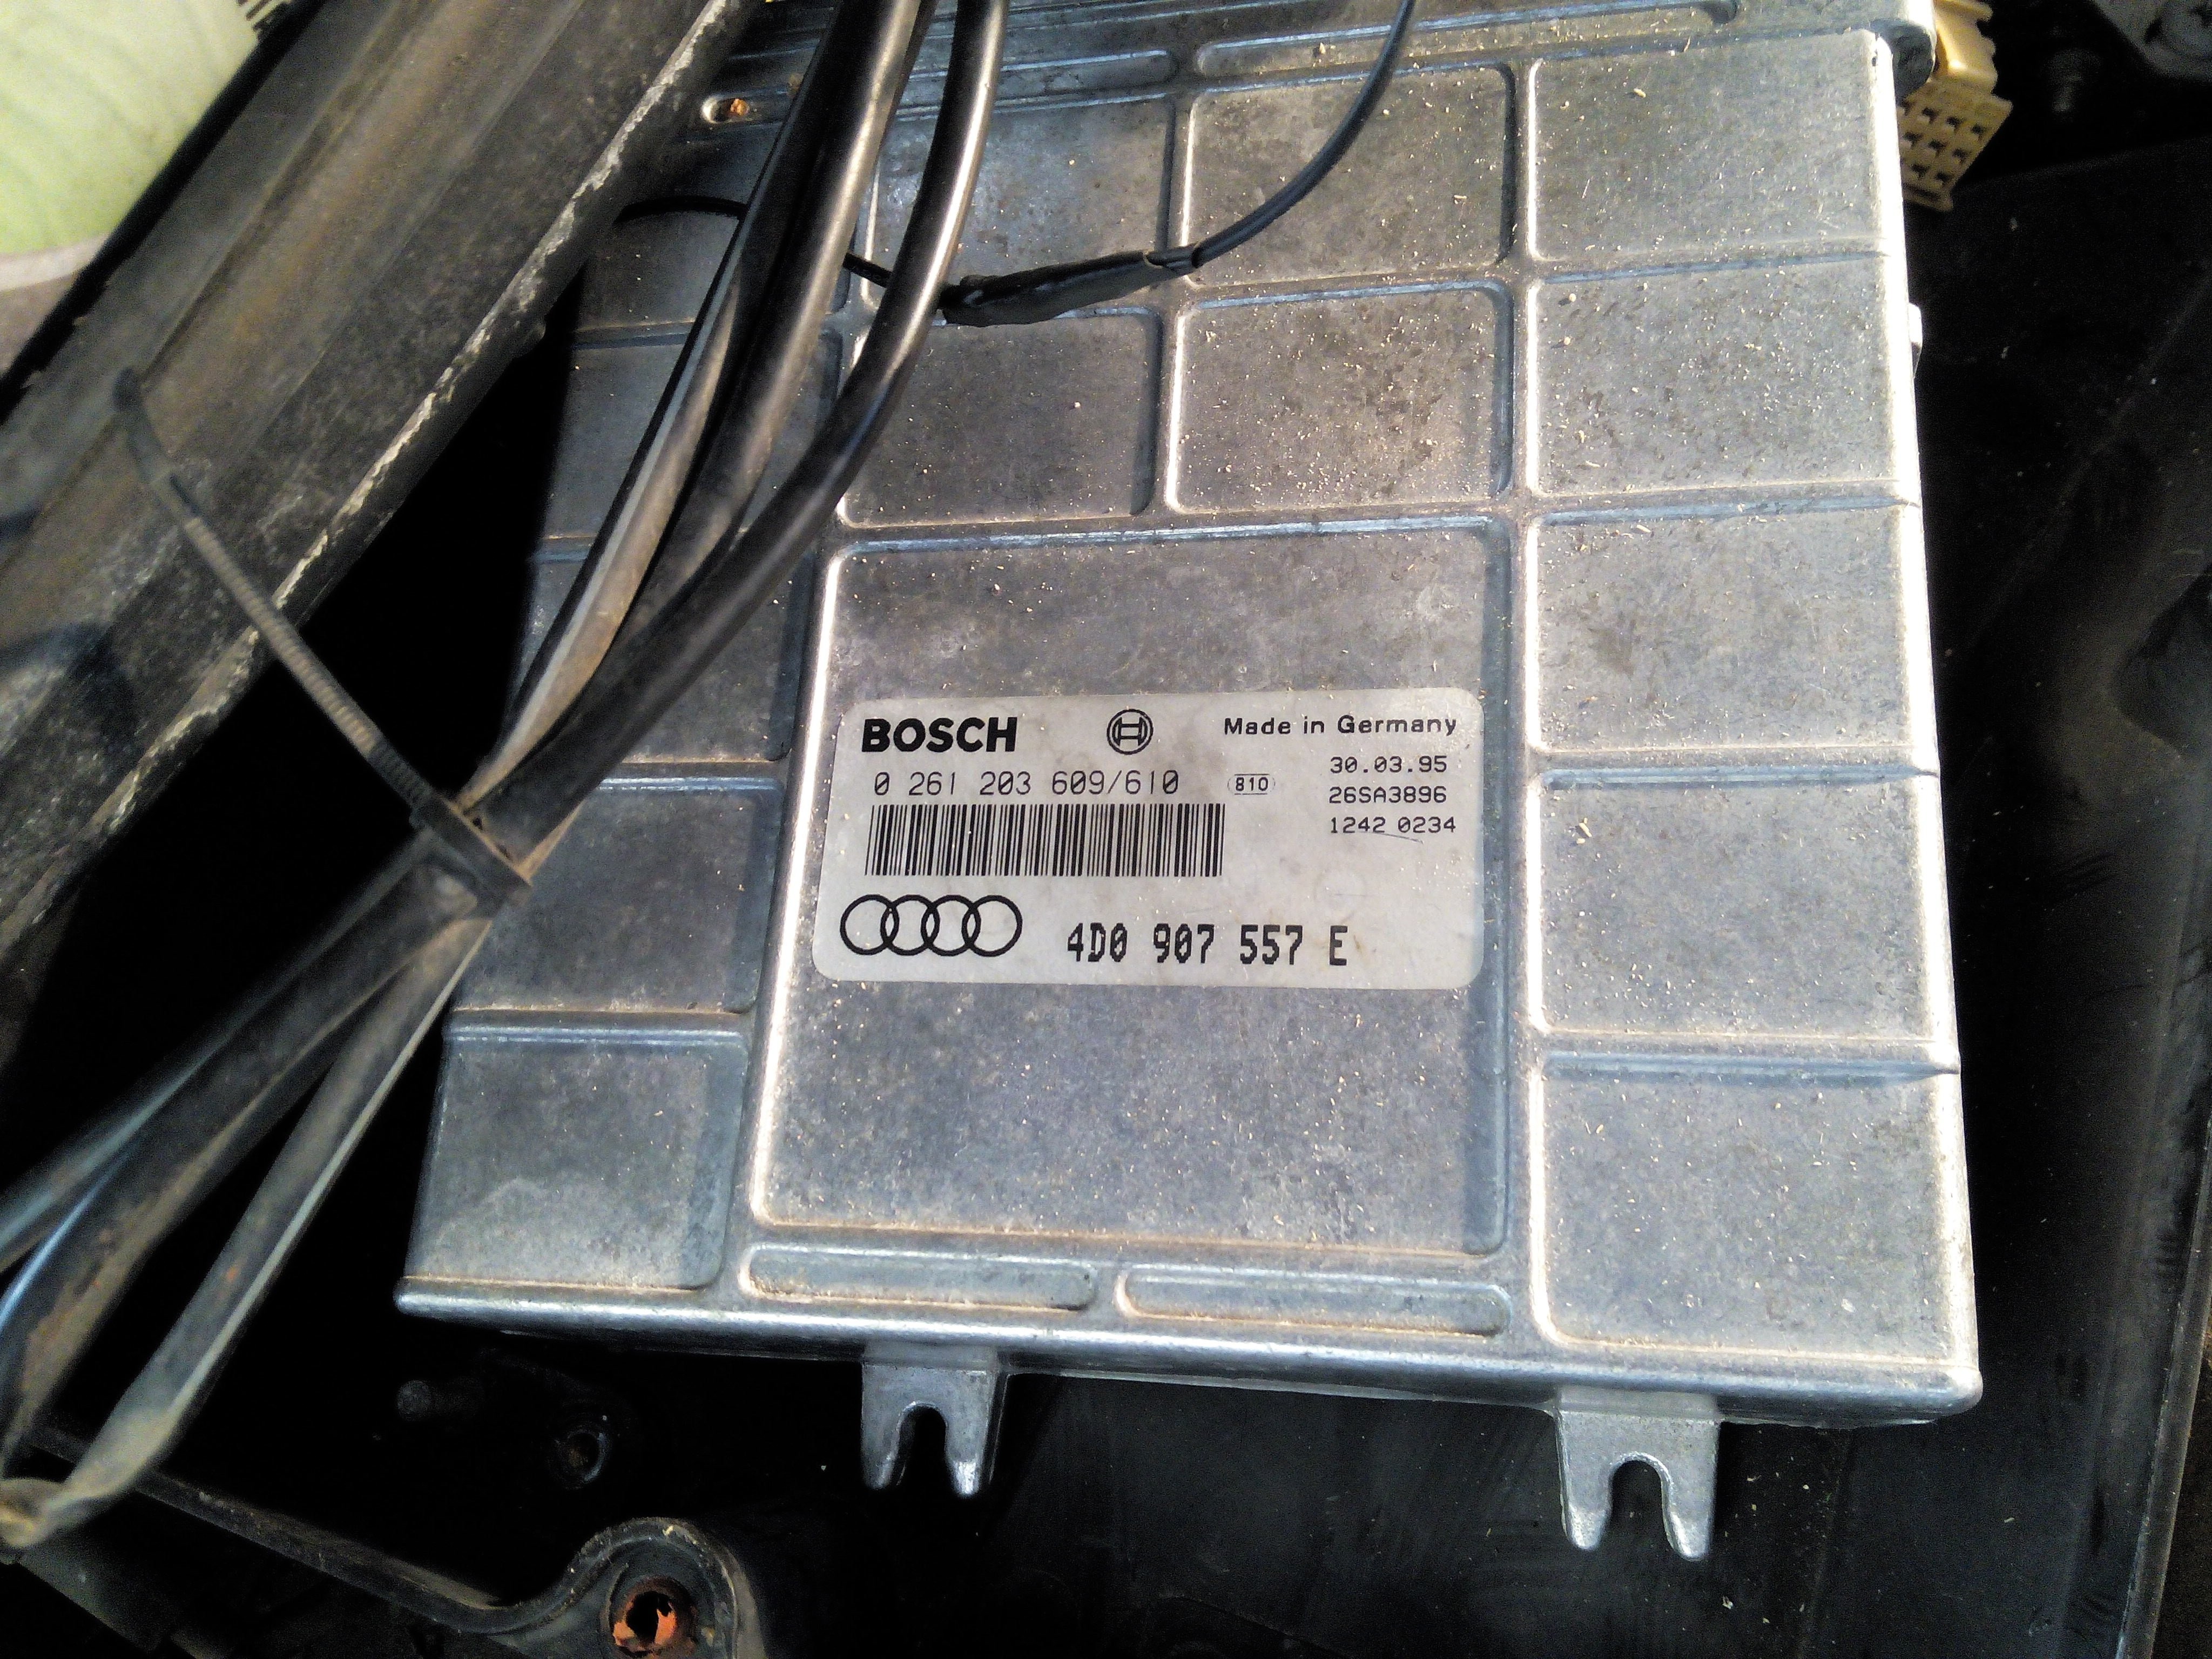 BOSCH Made in Germany
0 261 203 609/610 810 30.03.95
26SA3896
1242 0234
4D0 907 557 E